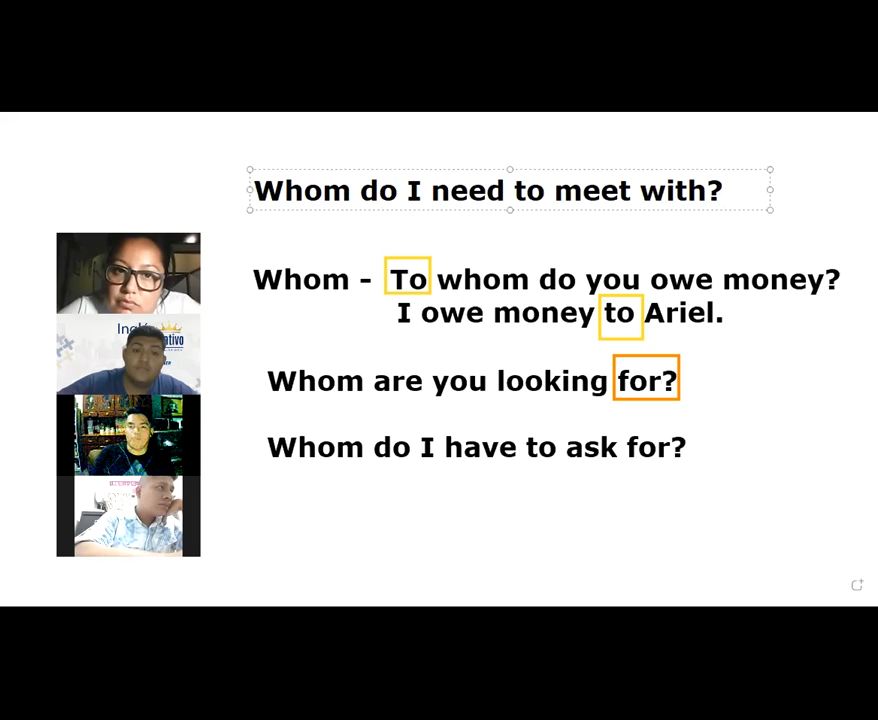 Whom do I need to meet with?
Whom - To whom do you owe money?
I owe money to Ariel.
Whom are you looking for?
Whom do I have to ask for?